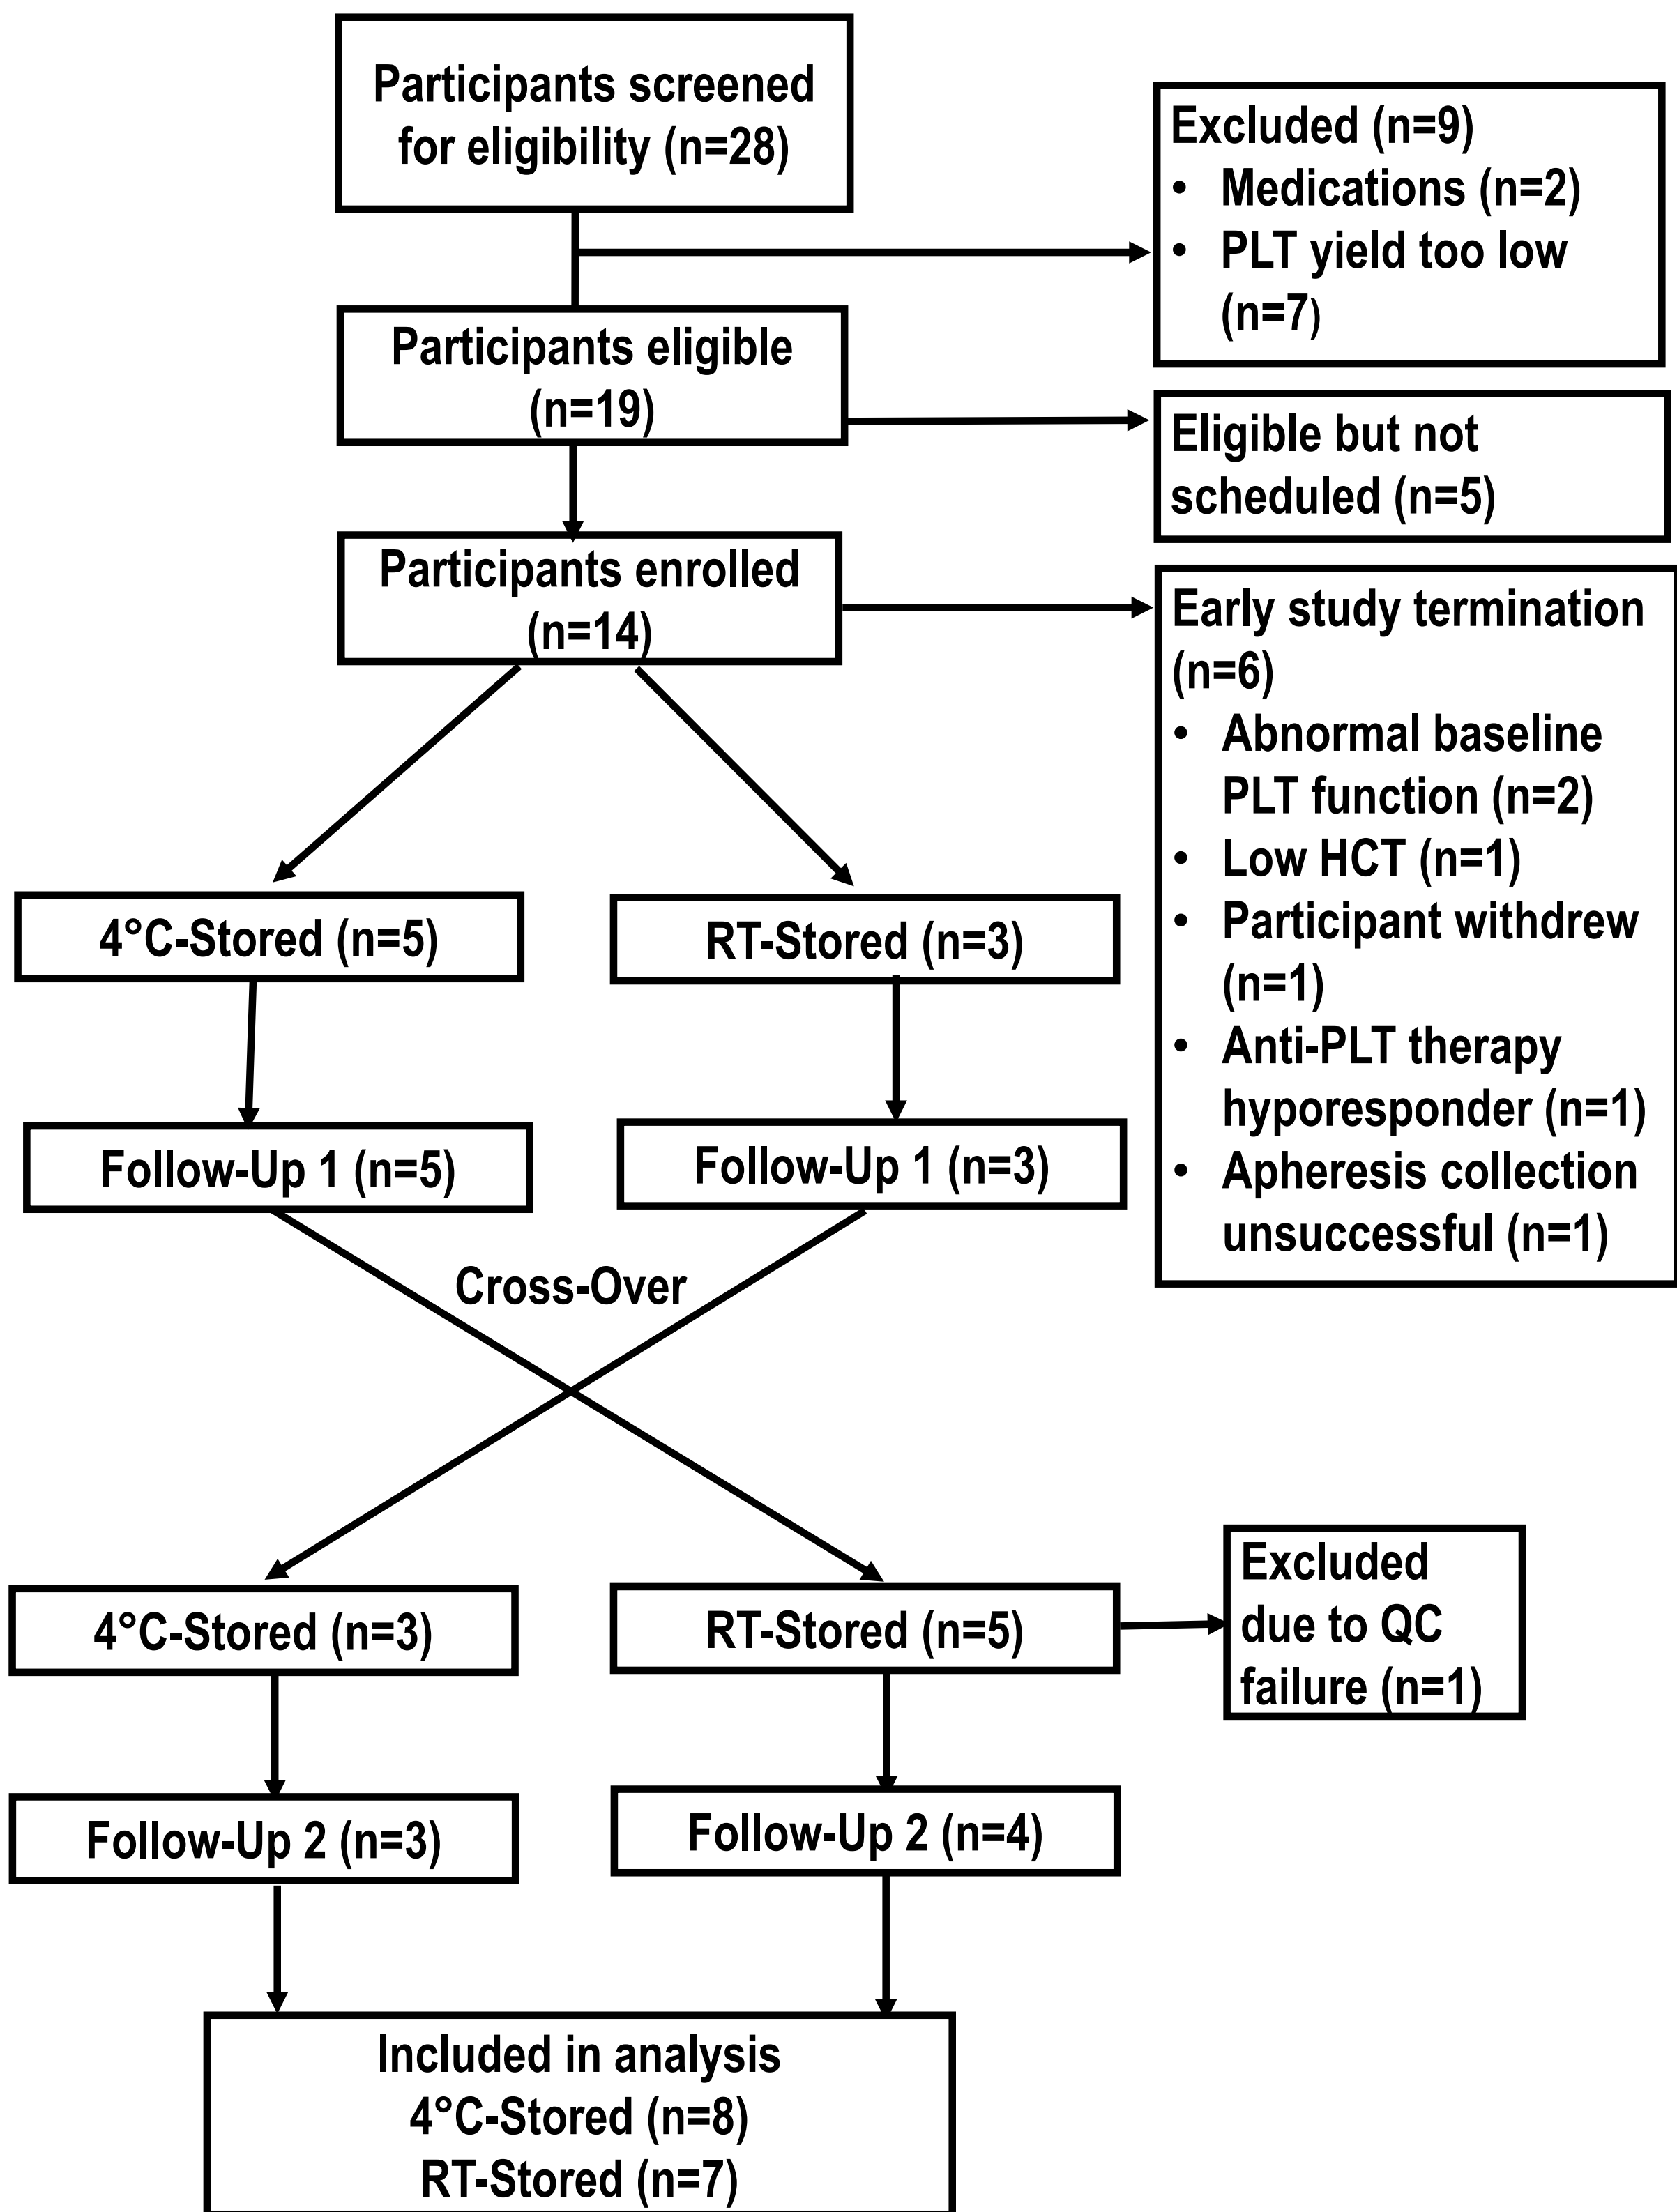 Participants screened
for eligibility (n=28)
Excluded (n=9)
• Medications (n=2)
• PLT yield too low
(n=7)
Participants eligible
(n=19)
Eligible but not
scheduled (n=5)
Participants enrolled
(n=14)
Early study termination
(n=6)
• Abnormal baseline
PLT function (n=2)
• Low HCT (n=1)
• Participant withdrew
(n=1)
• Anti-PLT therapy
hyporesponder (n=1)
• Apheresis collection
unsuccessful (n=1)
4°C-Stored (n=5)
RT-Stored (n=3)
Follow-Up 1 (n=5)
Follow-Up 1 (n=3)
Cross-Over
4°C-Stored (n=3)
RT-Stored (n=5)
Excluded
due to QC
failure (n=1)
Follow-Up 2 (n=3)
Follow-Up 2 (n=4)
Included in analysis
4°C-Stored (n=8)
RT-Stored (n=7)